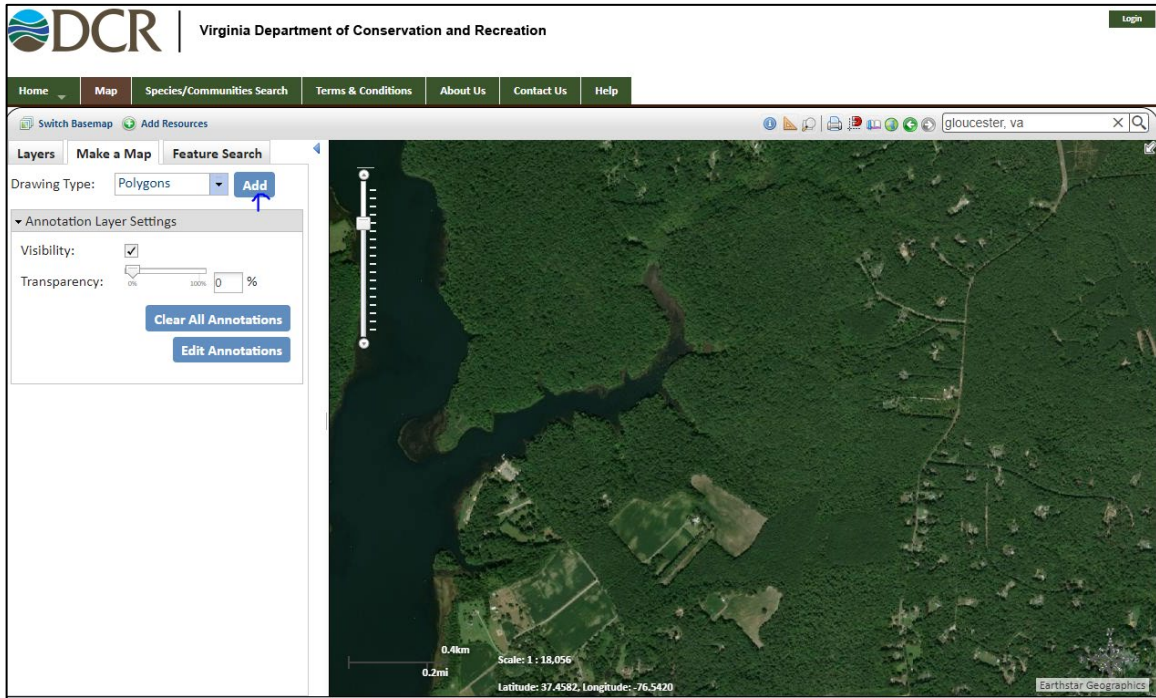 DCR
Virginia Department of Conservation and Recreation
Login
Home Map Species/Communities Search Terms & Conditions About Us Contact Us Help
Switch Basemap Add Resources
gloucester, va
Layers Make a Map Feature Search
Drawing Type: Polygons Add
Annotation Layer Settings
Visibility:
Transparency: 0% 100% 0 %
Clear All Annotations
Edit Annotations
0.4km
0.2mi
Scale: 1 : 18,056
Latitude: 37.4582, Longitude: -76.5420
N
Earthstar Geographics